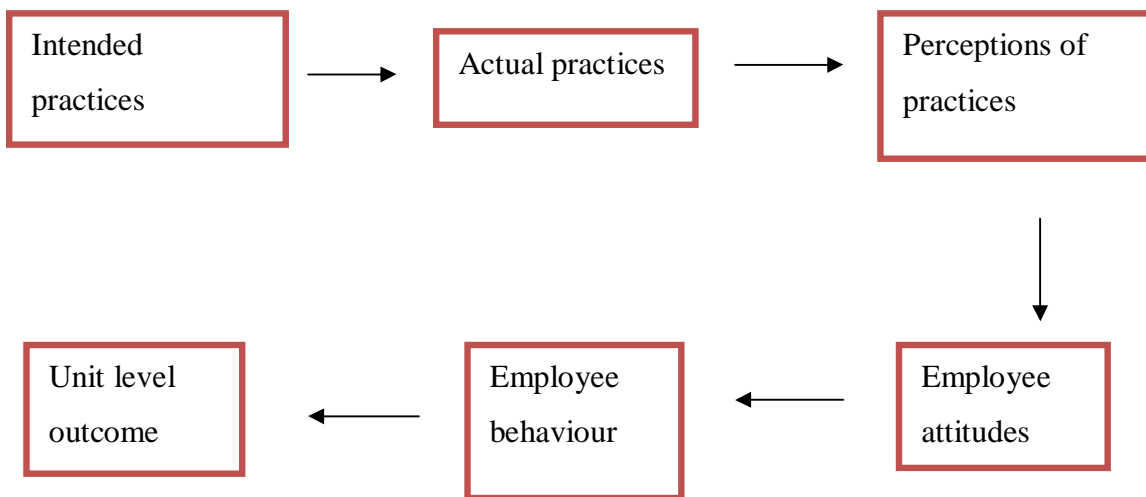 Intended
practices
Actual practices
Perceptions of
practices
Employee
attitudes
Employee
behaviour
Unit level
outcome